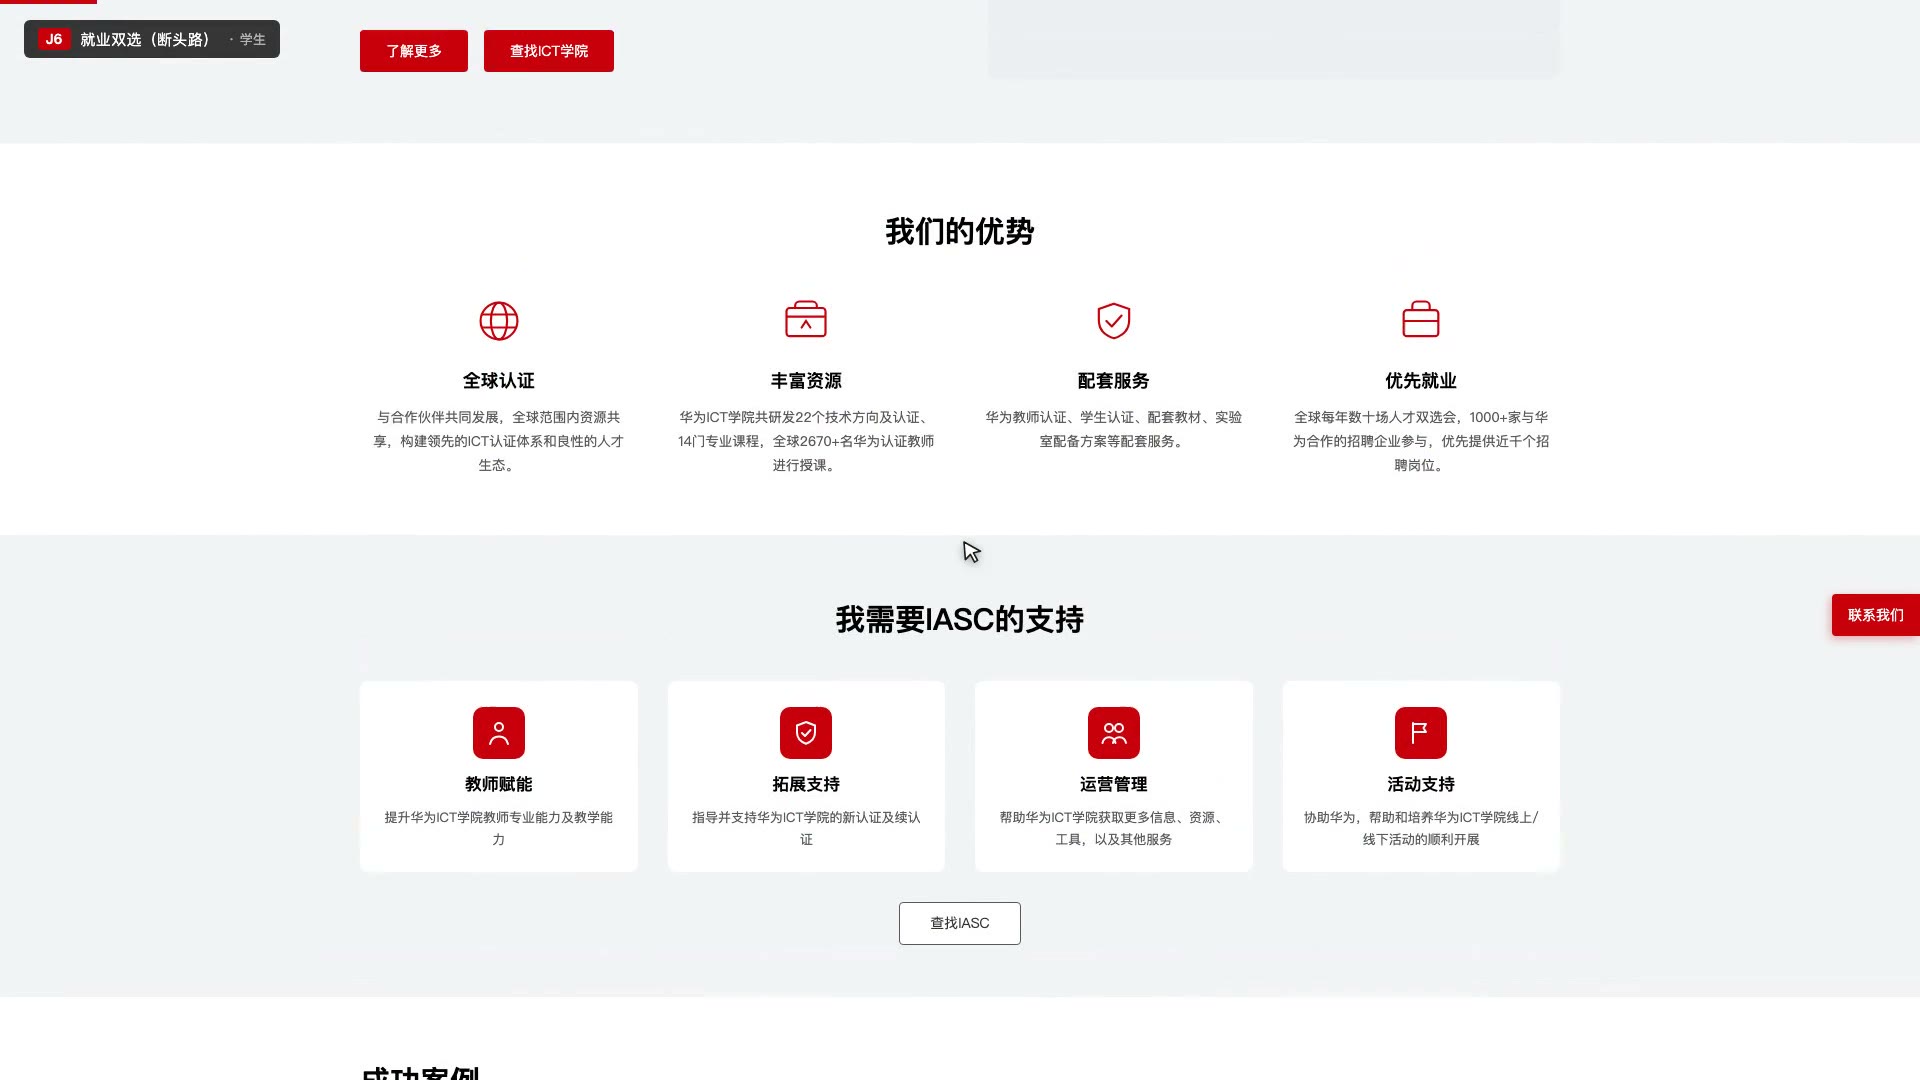 J6 就业双选（断头路） · 学生
了解更多
查找ICT学院
我们的优势
全球认证
与合作伙伴共同发展，全球范围内资源共
享，构建领先的ICT认证体系和良性的人才
生态。
丰富资源
华为ICT学院共研发22个技术方向及认证、
14门专业课程，全球2670+名华为认证教师
进行授课。
配套服务
华为教师认证、学生认证、配套教材、实验
室配备方案等配套服务。
优先就业
全球每年数十场人才双选会，1000+家与华
为合作的招聘企业参与，优先提供近千个招
聘岗位。
联系我们
我需要IASC的支持
教师赋能
提升华为ICT学院教师专业能力及教学能
力
拓展支持
指导并支持华为ICT学院的新认证及续认
证
运营管理
帮助华为ICT学院获取更多信息、资源、
工具，以及其他服务
活动支持
协助华为，帮助和培养华为ICT学院线上/
线下活动的顺利开展
查找IASC
成功案例